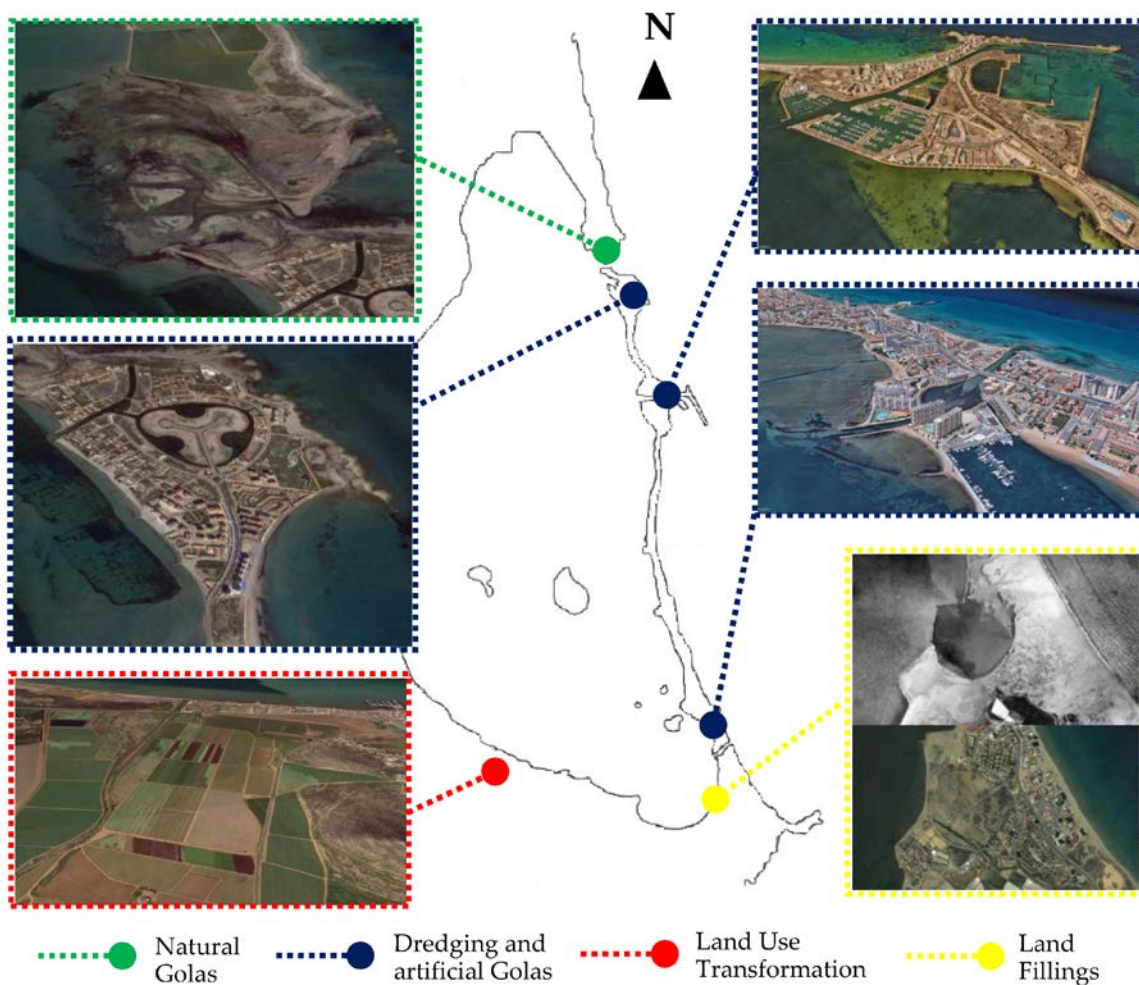 N
Natural
Golas
Dredging and
artificial Golas
Land Use
Transformation
Land
Fillings